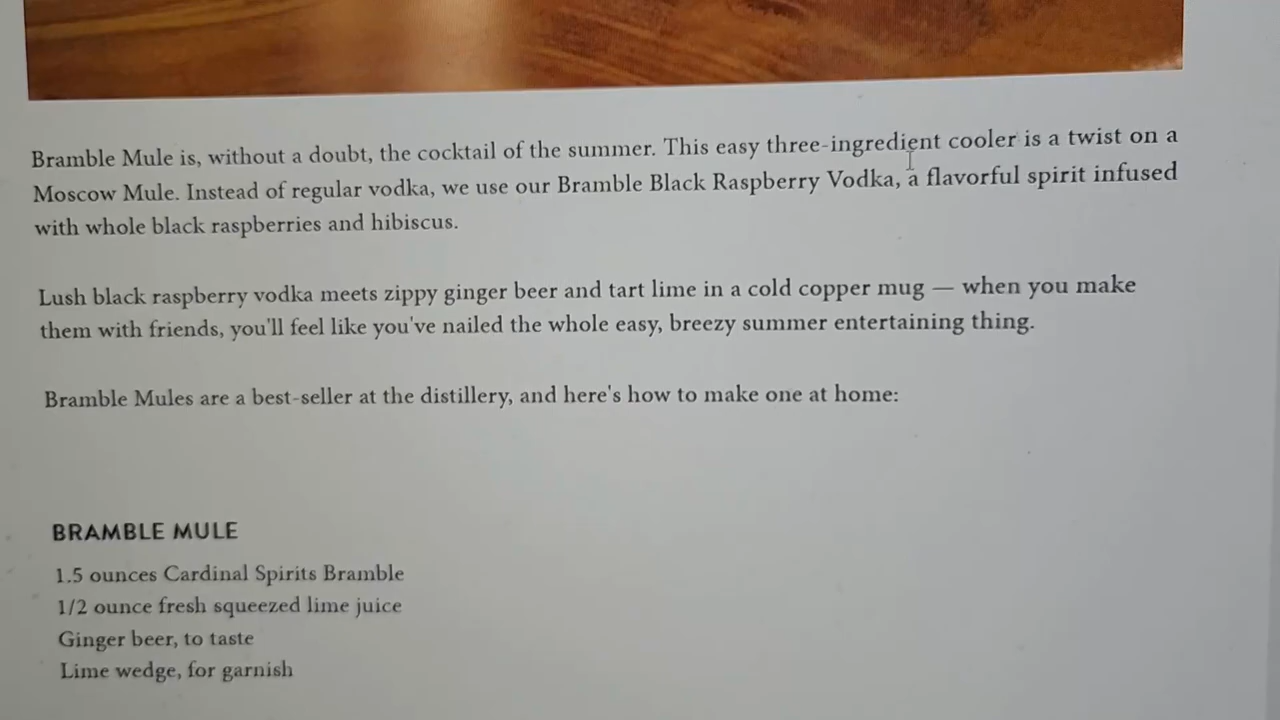 Bramble Mule is, without a doubt, the cocktail of the summer. This easy three-ingredient cooler is a twist on a
Moscow Mule. Instead of regular vodka, we use our Bramble Black Raspberry Vodka, a flavorful spirit infused
with whole black raspberries and hibiscus.
Lush black raspberry vodka meets zippy ginger beer and tart lime in a cold copper mug — when you make
them with friends, you'll feel like you've nailed the whole easy, breezy summer entertaining thing.
Bramble Mules are a best-seller at the distillery, and here's how to make one at home:
BRAMBLE MULE
1.5 ounces Cardinal Spirits Bramble
1/2 ounce fresh squeezed lime juice
Ginger beer, to taste
Lime wedge, for garnish